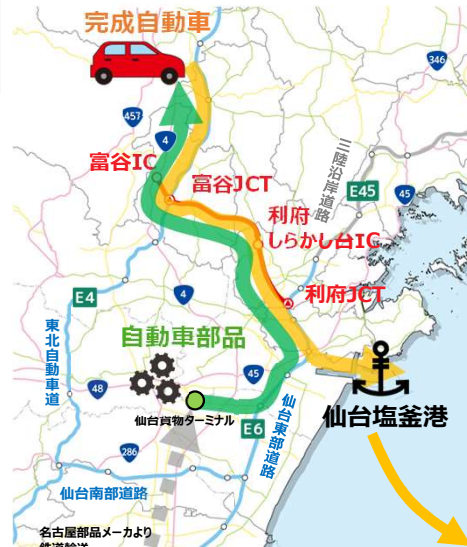 完成自動車
346
457
4
三陸沿岸道路
富谷IC
富谷JCT
E45
45
利府
しらかし台IC
利府JCT
E4
4
東北自動車道
自動車部品
45
48
仙台貨物ターミナル
仙台塩釜港
E6
仙台東部道路
286
仙台南部道路
名古屋部品メーカより
鉄道輸送